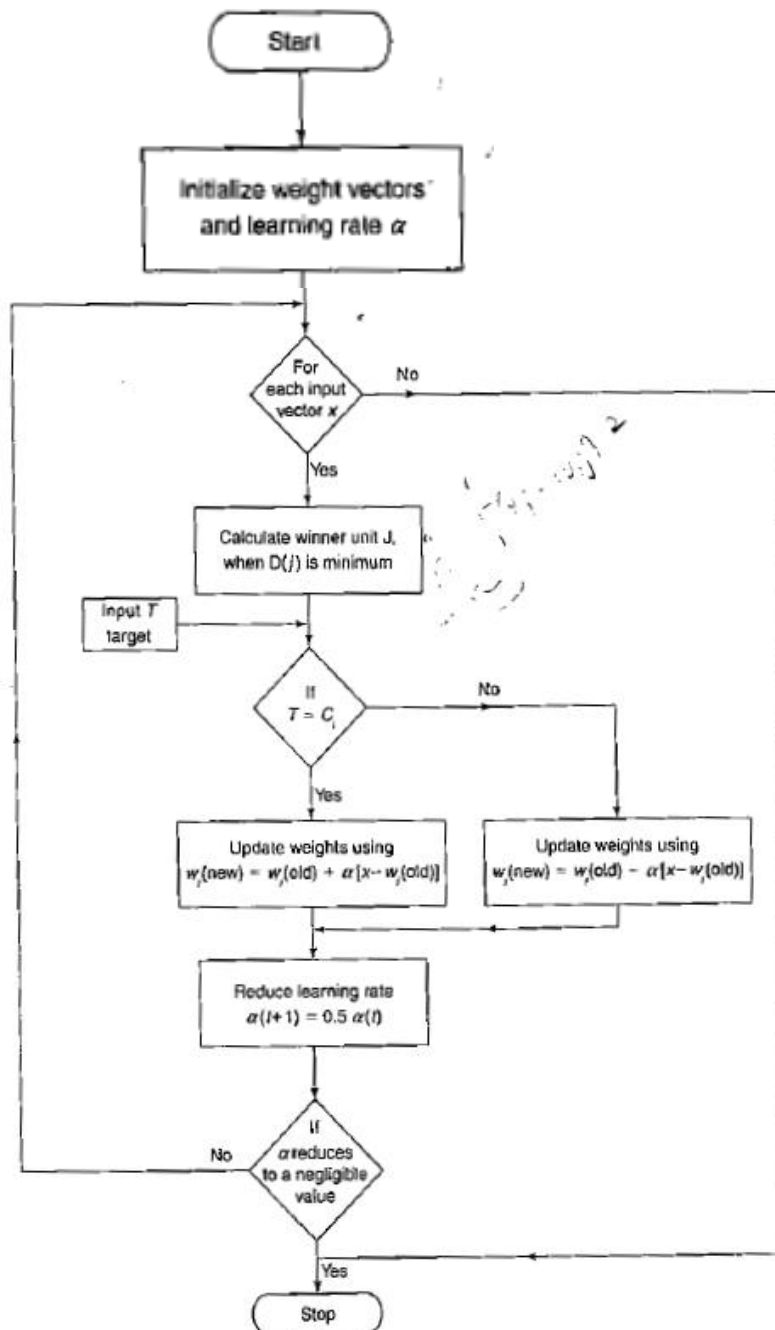 Start
Initialize weight vectors
and learning rate α
For
each input
vector x
No
Yes
Calculate winner unit J,
when D(j) is minimum
Input T
target
If
T = Cj
No
Yes
Update weights using
wj(new) = wj(old) + α[x - wj(old)]
Update weights using
wj(new) = wj(old) - α[x - wj(old)]
Reduce learning rate
α(t+1) = 0.5 α(t)
If
α reduces
to a negligible
value
No
Yes
Stop